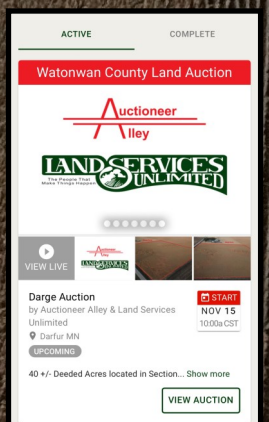 ACTIVE
COMPLETE
Watonwan County Land Auction
Auctioneer
Alley
LAND SERVICES
The People That
Make Things Happen
UNLIMITED
VIEW LIVE
Darge Auction
by Auctioneer Alley & Land Services
Unlimited
Darfur MN
UPCOMING
START
NOV 15
10:00a CST
40 +/- Deeded Acres located in Section... Show more
VIEW AUCTION